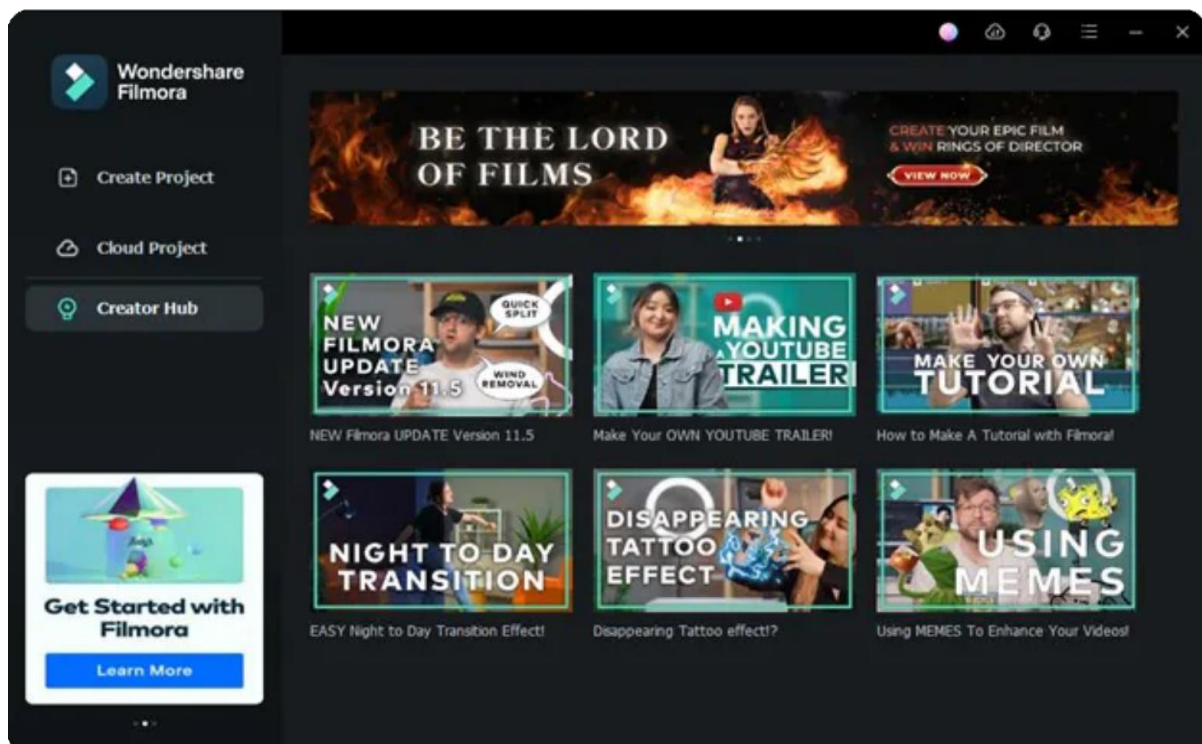 Wondershare
Filmora
Create Project
Cloud Project
Creator Hub
Get Started with
Filmora
Learn More
BE THE LORD
OF FILMS
CREATE YOUR EPIC FILM
& WIN RINGS OF DIRECTOR
VIEW NOW
NEW
FILMORA
UPDATE
Version 11.5
QUICK
SPLIT
WIND
REMOVAL
NEW Filmora UPDATE Version 11.5
MAKING
A YOUTUBE
TRAILER
Make Your OWN YOUTUBE TRAILER!
MAKE YOUR OWN
TUTORIAL
How to Make A Tutorial with Filmora!
NIGHT TO DAY
TRANSITION
EASY Night to Day Transition Effect!
DISAPPEARING
TATTOO
EFFECT
Disappearing Tattoo effect!?
USING
MEMES
Using MEMES To Enhance Your Videos!